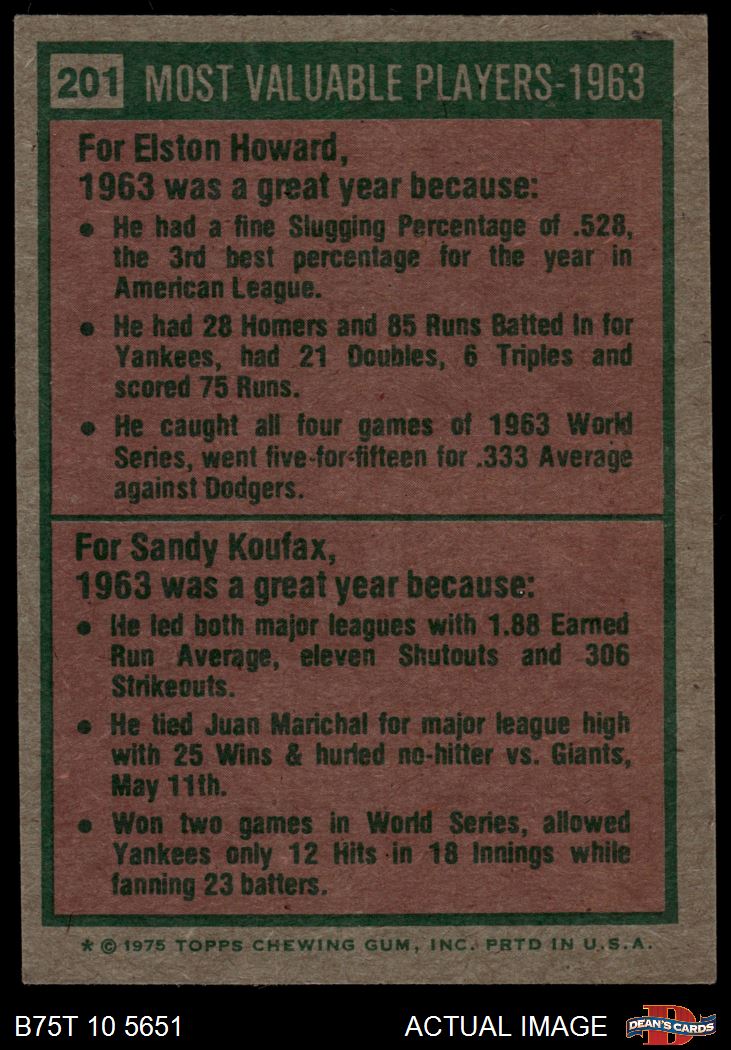 201 MOST VALUABLE PLAYERS-1963
For Elston Howard,
1963 was a great year because:
● He had a fine Slugging Percentage of .528,
the 3rd best percentage for the year in
American League.
● He had 28 Homers and 85 Runs Batted In for
Yankees, had 21 Doubles, 6 Triples and
scored 75 Runs.
● He caught all four games of 1963 World
Series, went five-for-fifteen for .333 Average
against Dodgers.
For Sandy Koufax,
1963 was a great year because:
● He led both major leagues with 1.88 Earned
Run Average, eleven Shutouts and 306
Strikeouts.
● He tied Juan Marichal for major league high
with 25 Wins & hurled no-hitter vs. Giants,
May 11th.
● Won two games in World Series, allowed
Yankees only 12 Hits in 18 Innings while
fanning 23 batters.
* © 1975 TOPPS CHEWING GUM, INC. PRTD IN U.S.A.
B75T 10 5651 ACTUAL IMAGE D DEAN'S CARDS